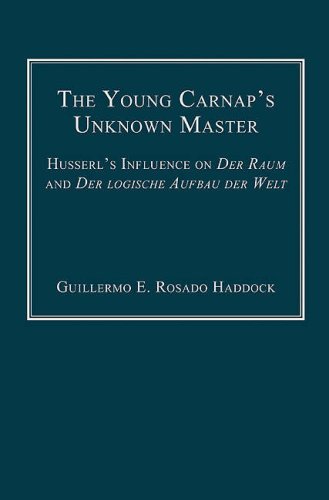 The Young Carnap's
Unknown Master
Husserl's Influence on Der Raum
and Der logische Aufbau der Welt
Guillermo E. Rosado Haddock